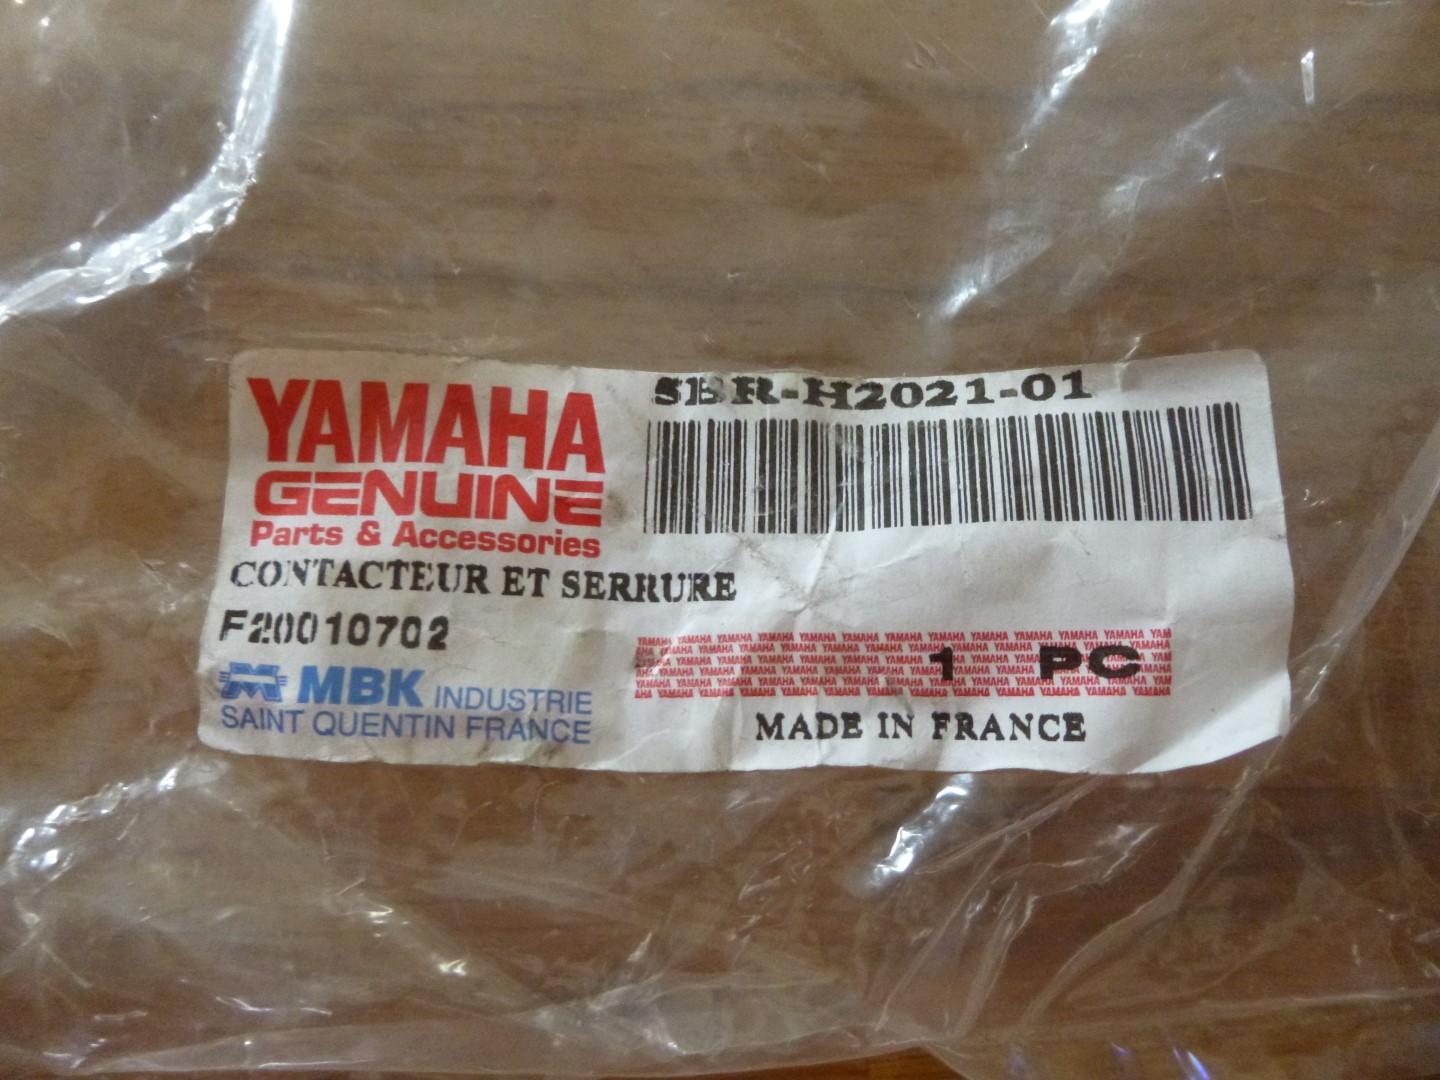 YAMAHA
GENUINE
Parts & Accessories
5BR-H2021-01
CONTACTEUR ET SERRURE
F20010702
MBK INDUSTRIE
SAINT QUENTIN FRANCE
1 PC
MADE IN FRANCE